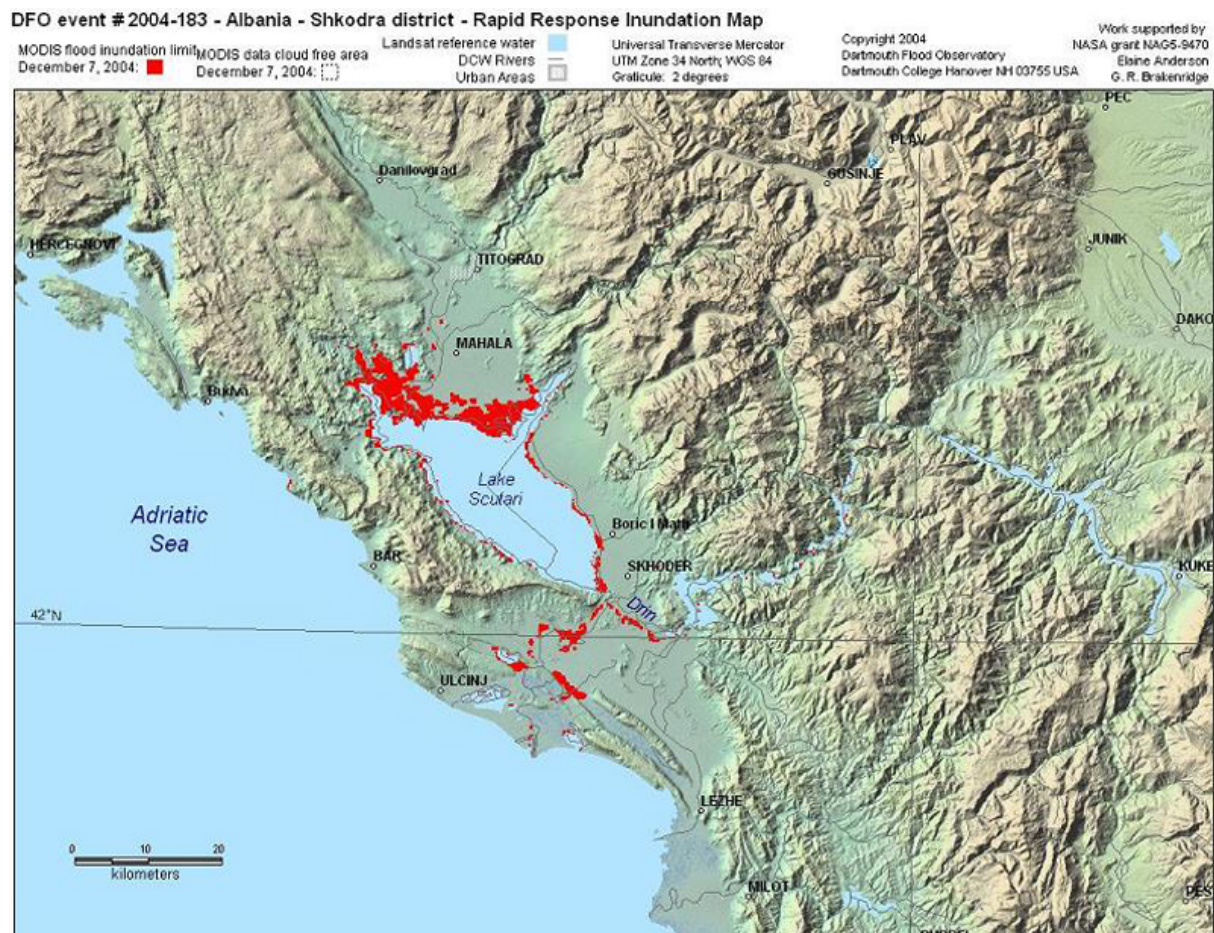 DFO event # 2004-183 - Albania - Shkodra district - Rapid Response Inundation Map
MODIS flood inundation limit
December 7, 2004:
MODIS data cloud free area
December 7, 2004:
Landsat reference water
DCW Rivers
Urban Areas
Universal Transverse Mercator
UTM Zone 34 North; WGS 84
Graticule: 2 degrees
Copyright 2004
Dartmouth Flood Observatory
Dartmouth College Hanover NH 03755 USA
Work supported by
NASA grant NAG5-9470
Elaine Anderson
G. R. Brakenridge
PEC
PLAV
Danilovgrad
GUSINJE
HERCEGNOVI
JUNIK
TITOGRAD
DAKO
MAHALA
Budva
Lake
Scutari
Adriatic
Sea
Boric I Math
BAR
SKHODER
KUKE
Drin
42°N
ULCINJ
LEZHE
0 10 20
kilometers
MILOT
PES